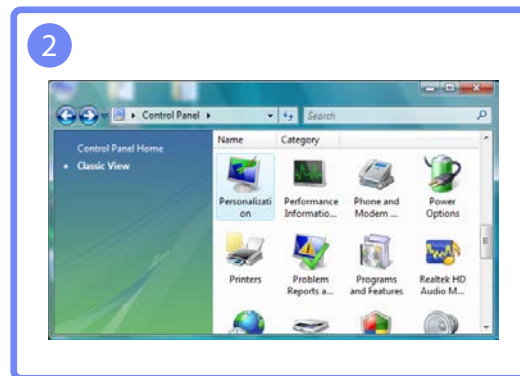 2
Control Panel
Search
Control Panel Home
Classic View
Name Category
Personalizati
on
Performance
Informatio...
Phone and
Modem ...
Power
Options
Printers
Problem
Reports a...
Programs
and Features
Realtek HD
Audio M...